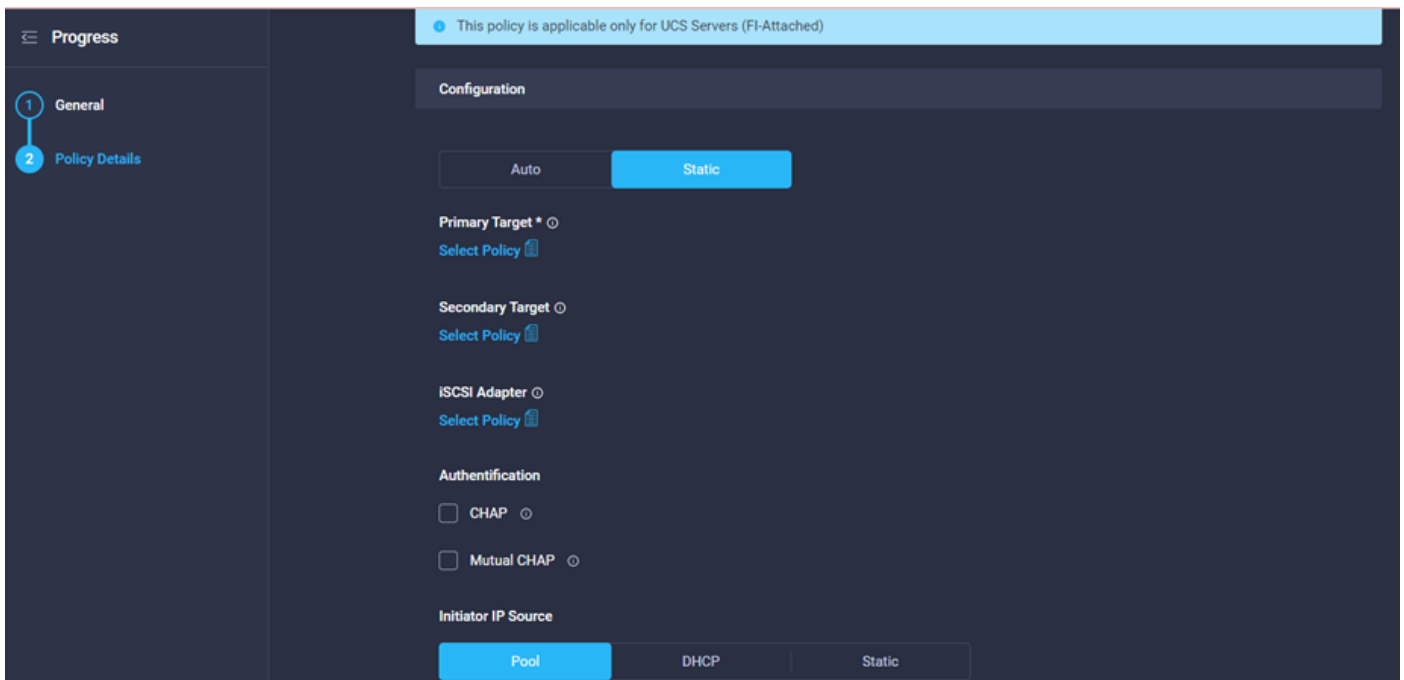 Progress
1 General
2 Policy Details
This policy is applicable only for UCS Servers (FI-Attached)
Configuration
Auto Static
Primary Target *
Select Policy
Secondary Target
Select Policy
iSCSI Adapter
Select Policy
Authentification
CHAP
Mutual CHAP
Initiator IP Source
Pool DHCP Static